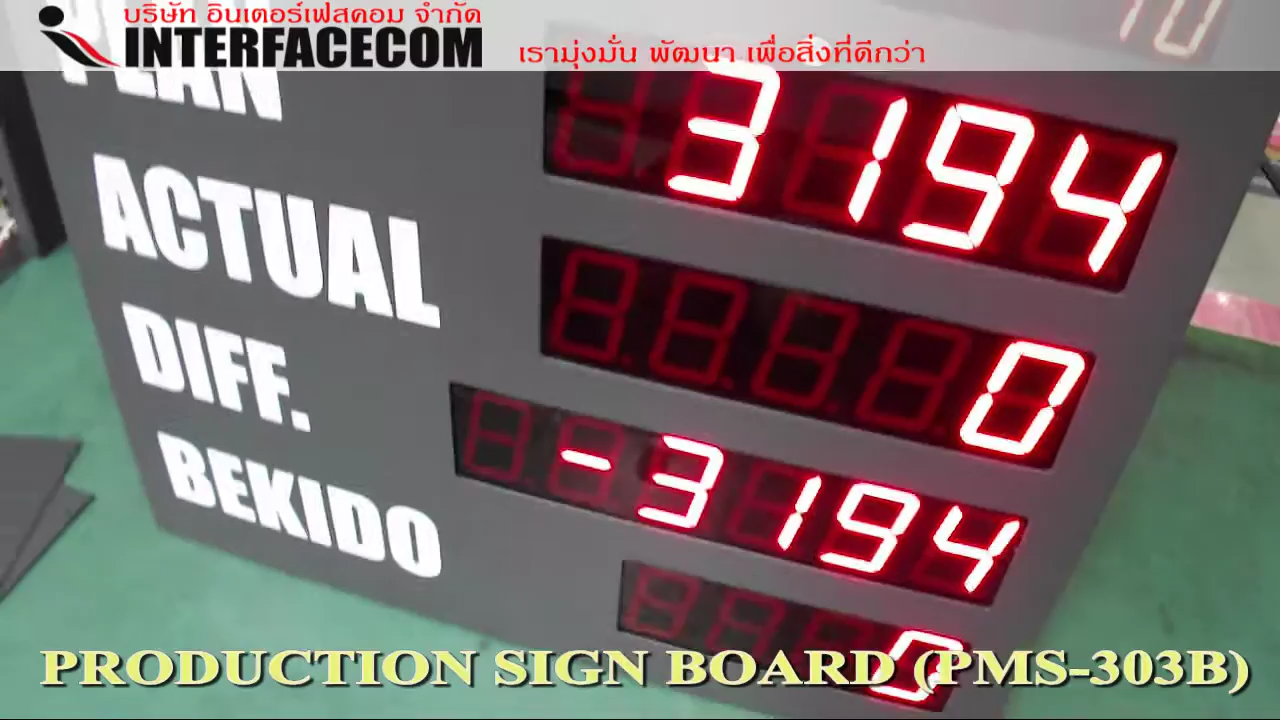 บริษัท อินเตอร์เฟสคอม จำกัด
INTERFACECOM
เรามุ่งมั่น พัฒนา เพื่อสิ่งที่ดีกว่า
10
PLAN 3194
ACTUAL 0
DIFF. -3194
BEKIDO 0
PRODUCTION SIGN BOARD (PMS-303B)